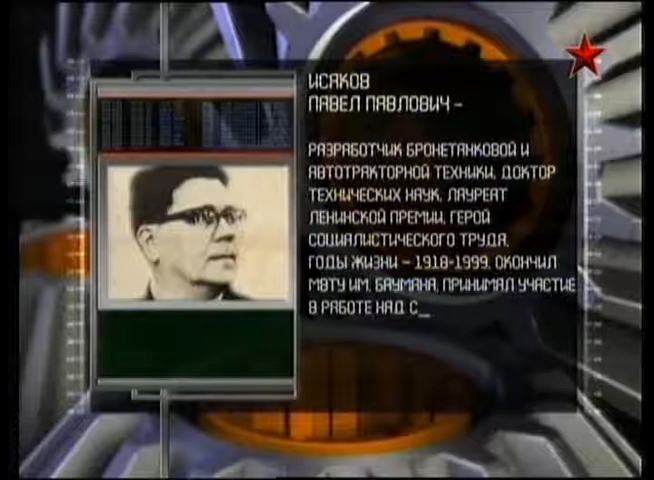 ИСАКОВ
ПАВЕЛ ПАВЛОВИЧ –
РАЗРАБОТЧИК БРОНЕТАНКОВОЙ И
АВТОТРАКТОРНОЙ ТЕХНИКИ, ДОКТОР
ТЕХНИЧЕСКИХ НАУК, ЛАУРЕАТ
ЛЕНИНСКОЙ ПРЕМИИ, ГЕРОЙ
СОЦИАЛИСТИЧЕСКОГО ТРУДА.
ГОДЫ ЖИЗНИ – 1918-1999. ОКОНЧИЛ
МВТУ ИМ. БАУМАНА, ПРИНИМАЛ УЧАСТИЕ
В РАБОТЕ НАД С_